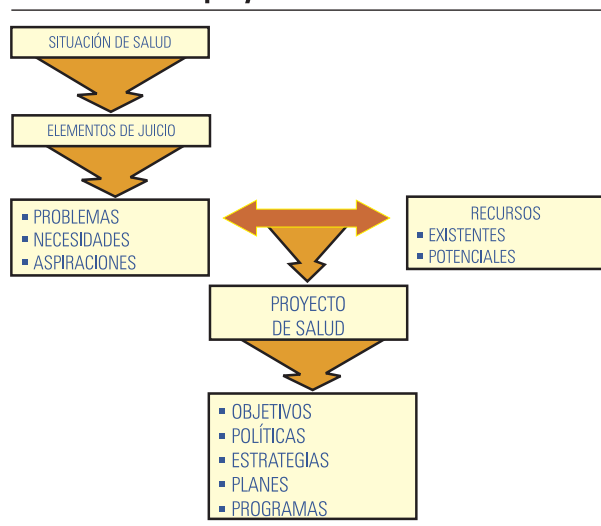 SITUACIÓN DE SALUD
ELEMENTOS DE JUICIO
▪ PROBLEMAS
▪ NECESIDADES
▪ ASPIRACIONES
RECURSOS
▪ EXISTENTES
▪ POTENCIALES
PROYECTO
DE SALUD
▪ OBJETIVOS
▪ POLÍTICAS
▪ ESTRATEGIAS
▪ PLANES
▪ PROGRAMAS